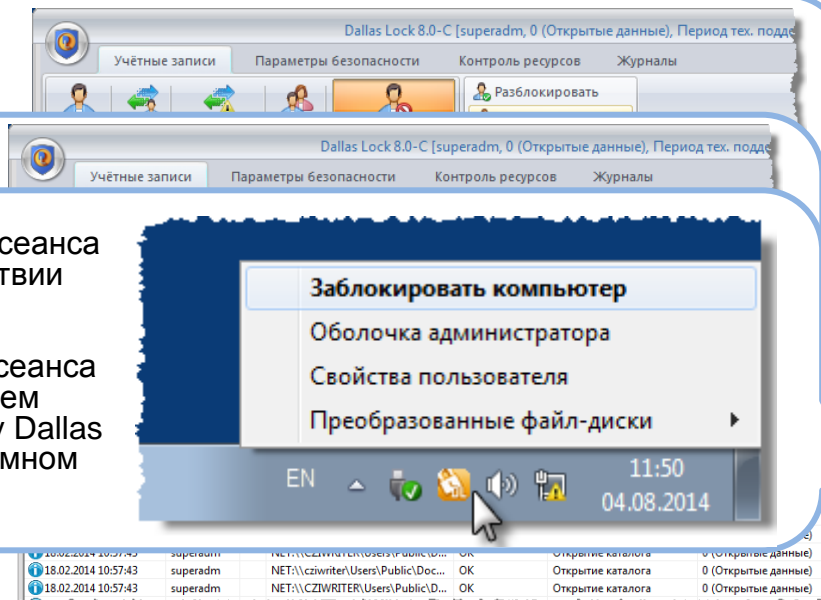 Dallas Lock 8.0-C [superadm, 0 (Открытые данные), Период тех. подде
Учётные записи Параметры безопасности Контроль ресурсов Журналы
Разблокировать
Dallas Lock 8.0-C [superadm, 0 (Открытые данные), Период тех. подде
Учётные записи Параметры безопасности Контроль ресурсов Журналы
сеанса
твии
сеанса
ем
у Dallas
мном
Заблокировать компьютер
Оболочка администратора
Свойства пользователя
Преобразованные файл-диски
EN
11:50
04.08.2014
18.02.2014 10:57:43 superadm NET:\\CZIWRITER\Users\Public\D... OK Открытие каталога 0 (Открытые данные)
18.02.2014 10:57:43 superadm NET:\\cziwriter\Users\Public\Doc... OK Открытие каталога 0 (Открытые данные)
18.02.2014 10:57:43 superadm NET:\\CZIWRITER\Users\Public\D... OK Открытие каталога 0 (Открытые данные)